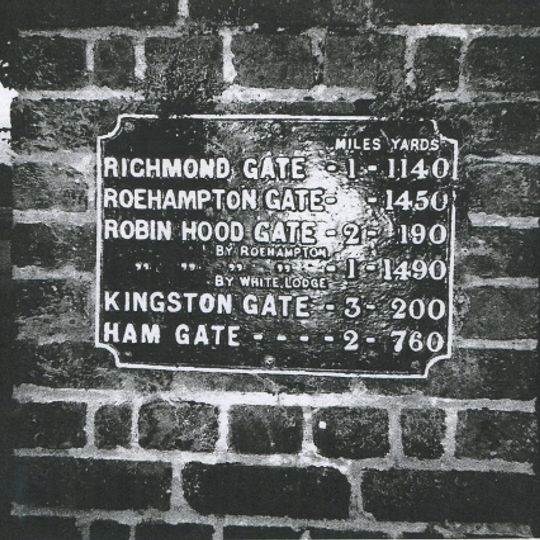 MILES YARDS
RICHMOND GATE - 1 - 1140
ROEHAMPTON GATE - - 1450
ROBIN HOOD GATE - 2 - 190
BY ROEHAMPTON
" " " " - 1 - 1490
BY WHITE LODGE
KINGSTON GATE - 3 - 200
HAM GATE - - - - 2 - 760